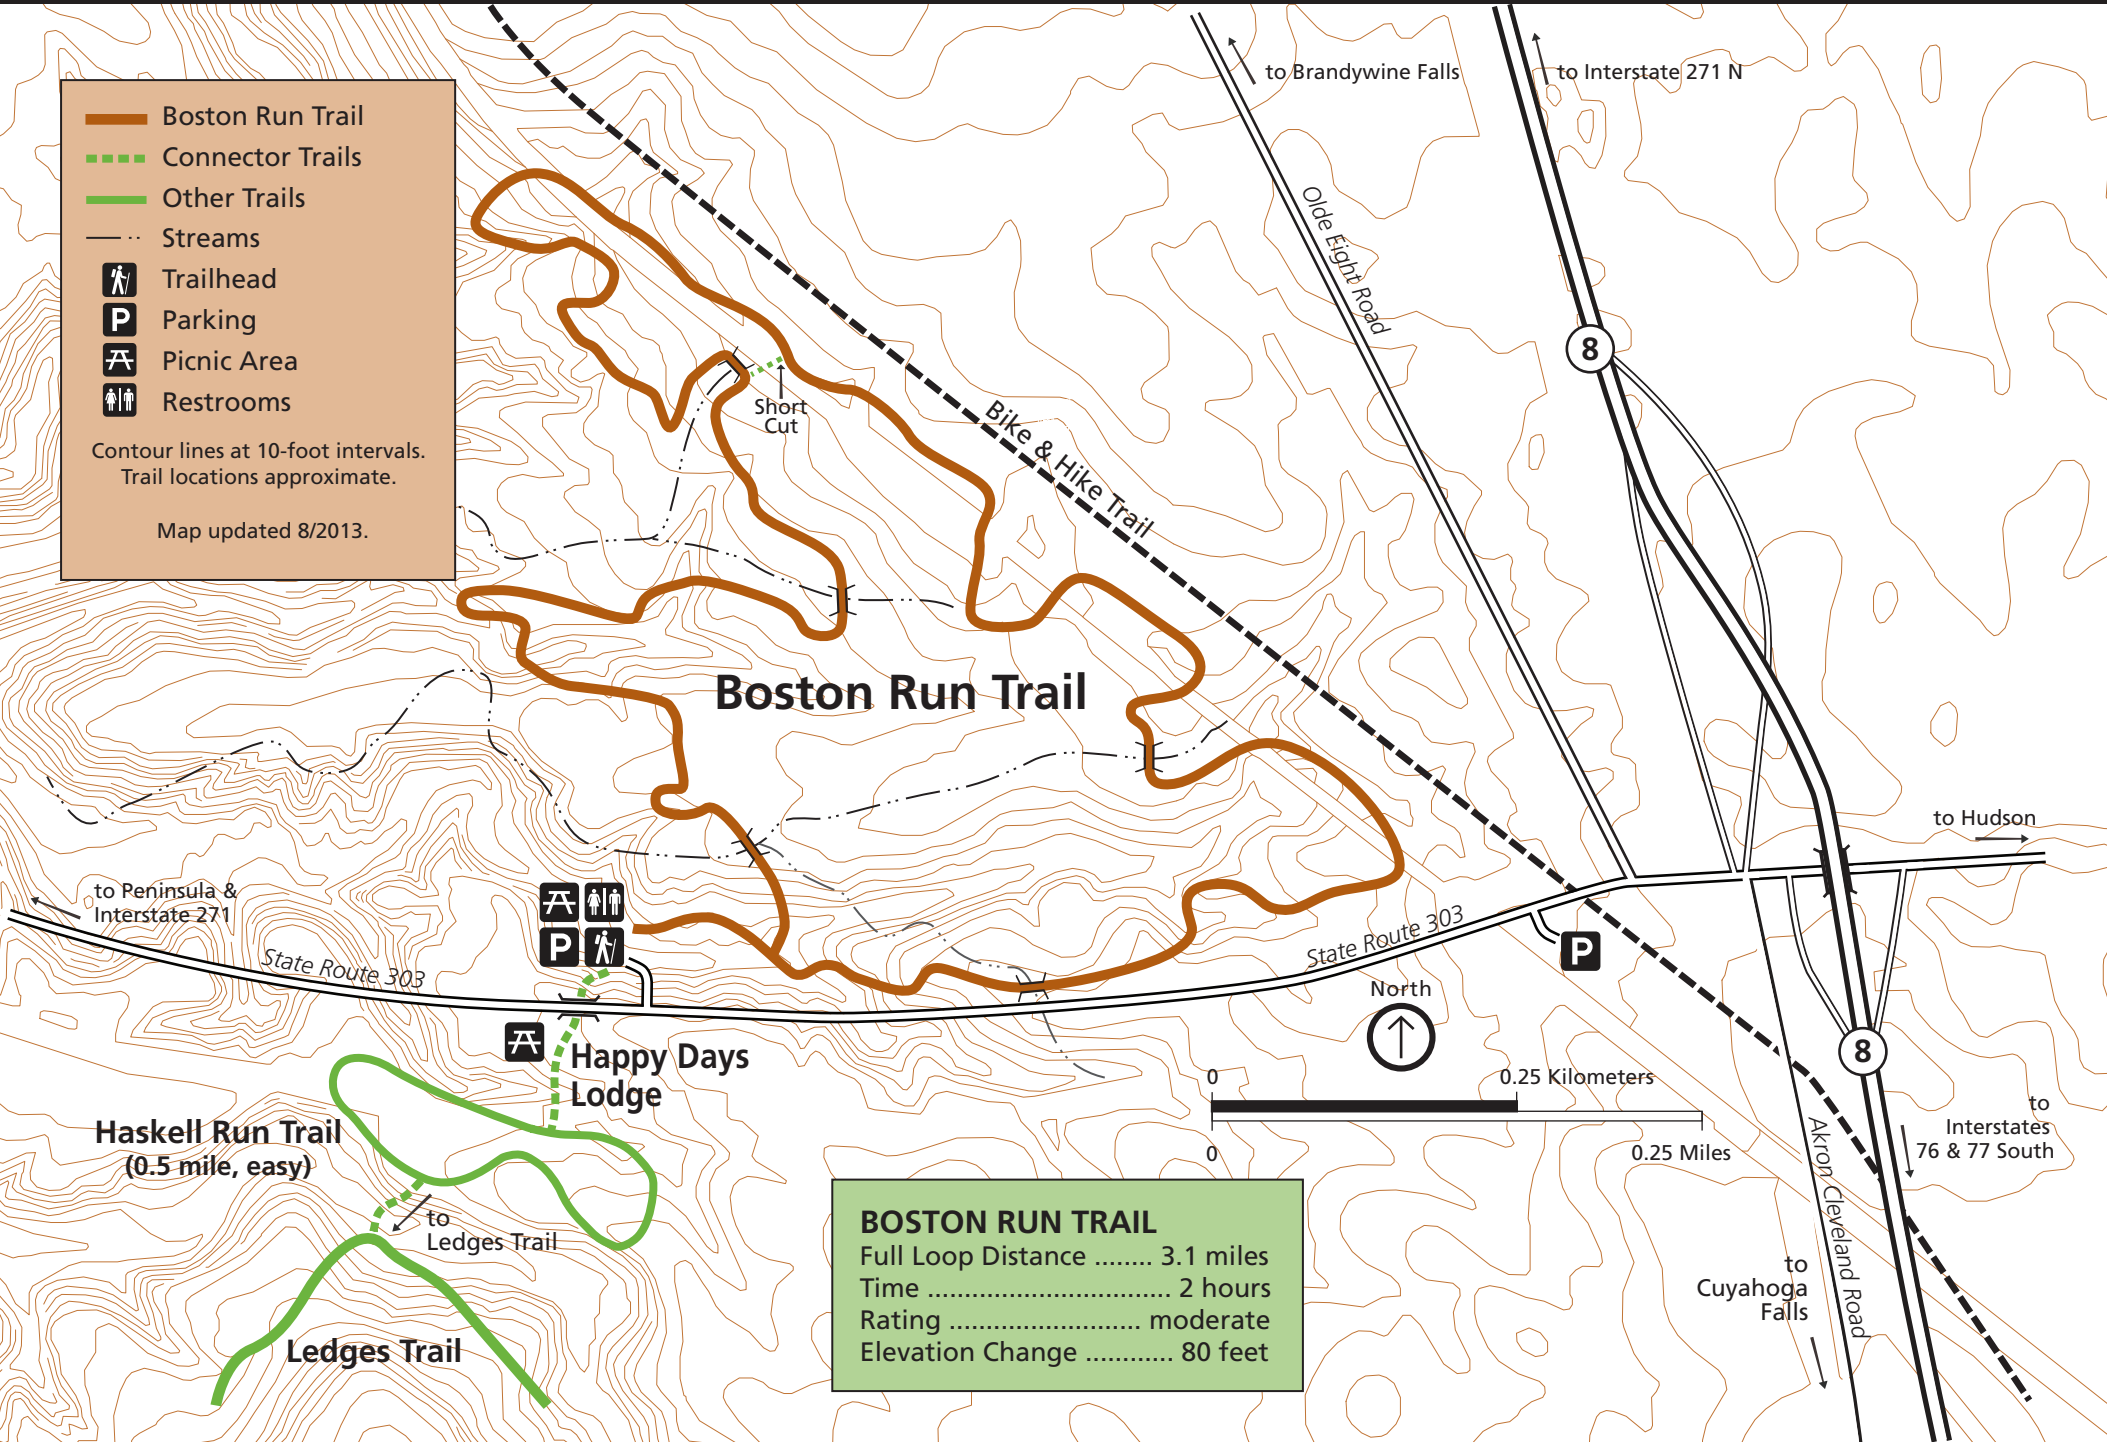 Boston Run Trail
Connector Trails
Other Trails
Streams
Trailhead
P
Parking
Picnic Area
Restrooms
Contour lines at 10-foot intervals.
Trail locations approximate.
Map updated 8/2013.
to Brandywine Falls
to Interstate 271 N
Olde Eight Road
8
Short
Cut
Bike & Hike Trail
Boston Run Trail
to Hudson
to Peninsula &
Interstate 271
State Route 303
P
State Route 303
P
North
Happy Days
Lodge
0
0.25 Kilometers
0
0.25 Miles
8
to
Interstates
76 & 77 South
Haskell Run Trail
(0.5 mile, easy)
to
Ledges Trail
Ledges Trail
BOSTON RUN TRAIL
Full Loop Distance ........ 3.1 miles
Time ................................. 2 hours
Rating .......................... moderate
Elevation Change ............ 80 feet
Akron Cleveland Road
to
Cuyahoga
Falls